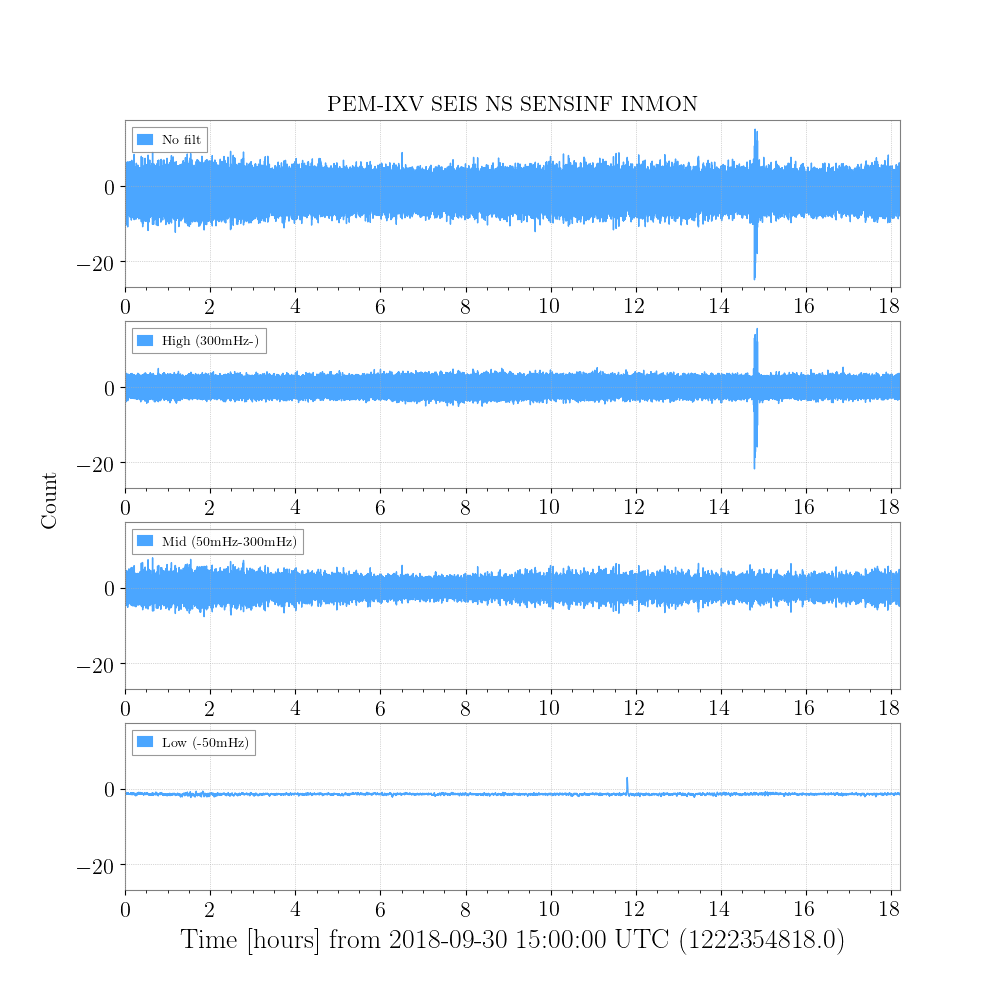 PEM-IXV SEIS NS SENSINF INMON
No filt
0
−20
0 2 4 6 8 10 12 14 16 18
High (300mHz-)
0
−20
0 2 4 6 8 10 12 14 16 18
Count
Mid (50mHz-300mHz)
0
−20
0 2 4 6 8 10 12 14 16 18
Low (-50mHz)
0
−20
0 2 4 6 8 10 12 14 16 18
Time [hours] from 2018-09-30 15:00:00 UTC (1222354818.0)